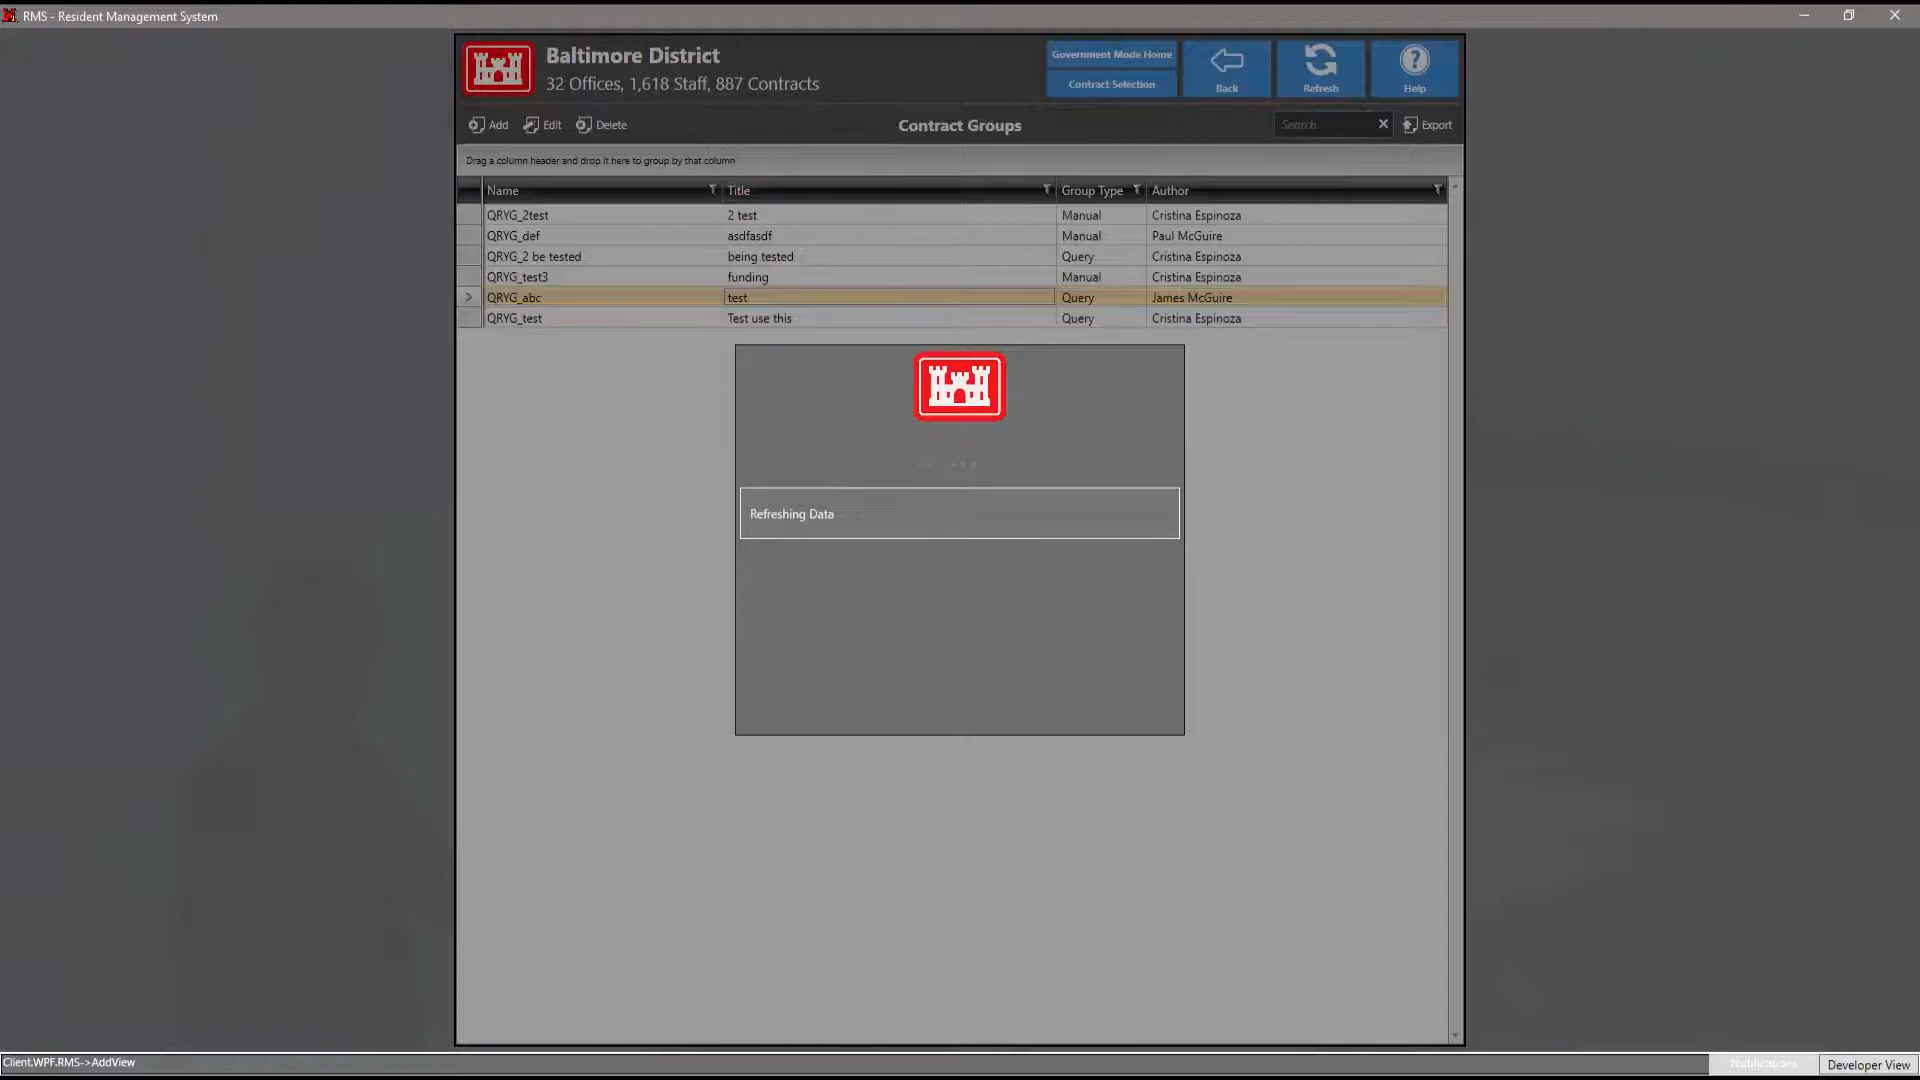 RMS - Resident Management System
Baltimore District
32 Offices, 1,618 Staff, 887 Contracts
Government Mode Home
Contract Selection
Back
Refresh
Help
Add
Edit
Delete
Contract Groups
Search
Export
Drag a column header and drop it here to group by that column
Name Title Group Type Author
QRYG_2test 2 test Manual Cristina Espinoza
QRYG_def asdfasdf Manual Paul McGuire
QRYG_2 be tested being tested Query Cristina Espinoza
QRYG_test3 funding Manual Cristina Espinoza
QRYG_abc test Query James McGuire
QRYG_test Test use this Query Cristina Espinoza
Refreshing Data
Client.WPF.RMS->AddView
Notifications
Developer View